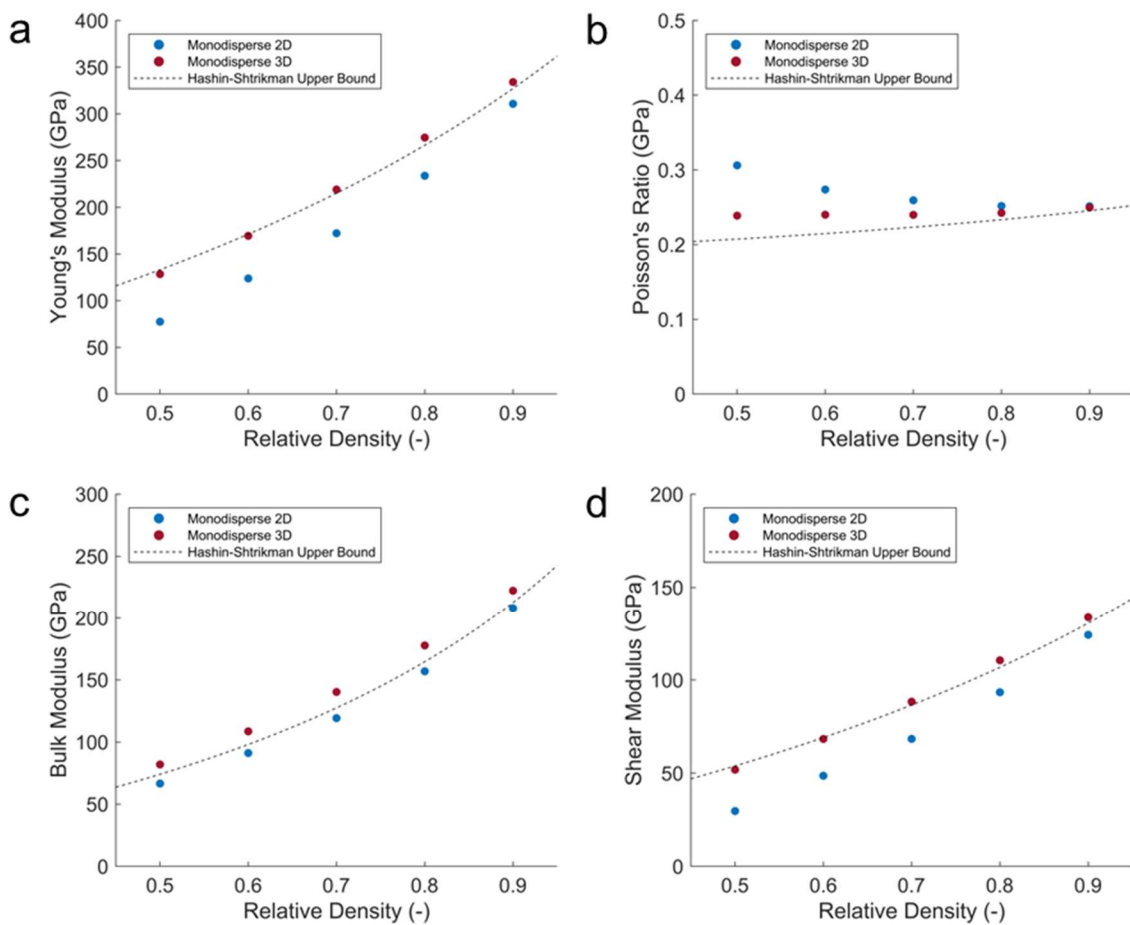 a
400
350
300
250
200
150
100
50
0
Young's Modulus (GPa)
Monodisperse 2D
Monodisperse 3D
Hashin-Shtrikman Upper Bound
0.5 0.6 0.7 0.8 0.9
Relative Density (-)
b
0.5
0.4
0.3
0.2
0.1
0
Poisson's Ratio (GPa)
Monodisperse 2D
Monodisperse 3D
Hashin-Shtrikman Upper Bound
0.5 0.6 0.7 0.8 0.9
Relative Density (-)
c
300
250
200
150
100
50
0
Bulk Modulus (GPa)
Monodisperse 2D
Monodisperse 3D
Hashin-Shtrikman Upper Bound
0.5 0.6 0.7 0.8 0.9
Relative Density (-)
d
200
150
100
50
0
Shear Modulus (GPa)
Monodisperse 2D
Monodisperse 3D
Hashin-Shtrikman Upper Bound
0.5 0.6 0.7 0.8 0.9
Relative Density (-)